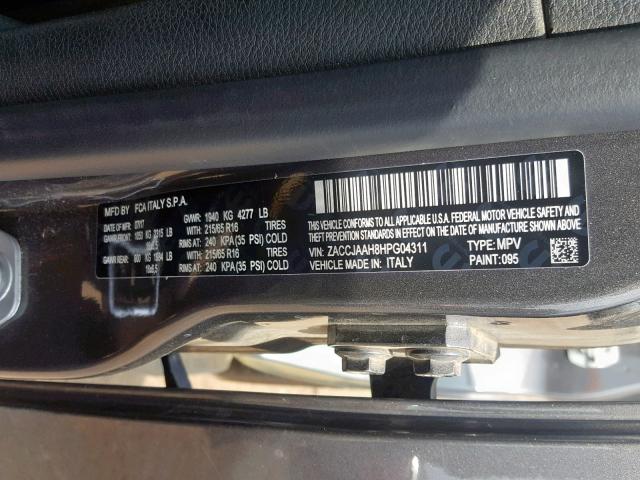 MFD BY FCA ITALY S.P.A.
GVWR: 1940 KG 4277 LB
WITH: 215/65 R16 TIRES
RIMS AT: 240 KPA(35 PSI) COLD
GAWR REAR:
WITH: 215/65 R16 TIRES
RIMS AT: 240 KPA(35 PSI) COLD
THIS VEHICLE CONFORMS TO ALL APPLICABLE U.S.A. FEDERAL MOTOR VEHICLE SAFETY
AND THEFT PREVENTION STANDARDS IN EFFECT ON THE DATE OF MANUFACTURE SHOWN ABOVE.
VIN: ZACCJAAH8HPG04311 TYPE: MPV
VEHICLE MADE IN: ITALY PAINT: 095